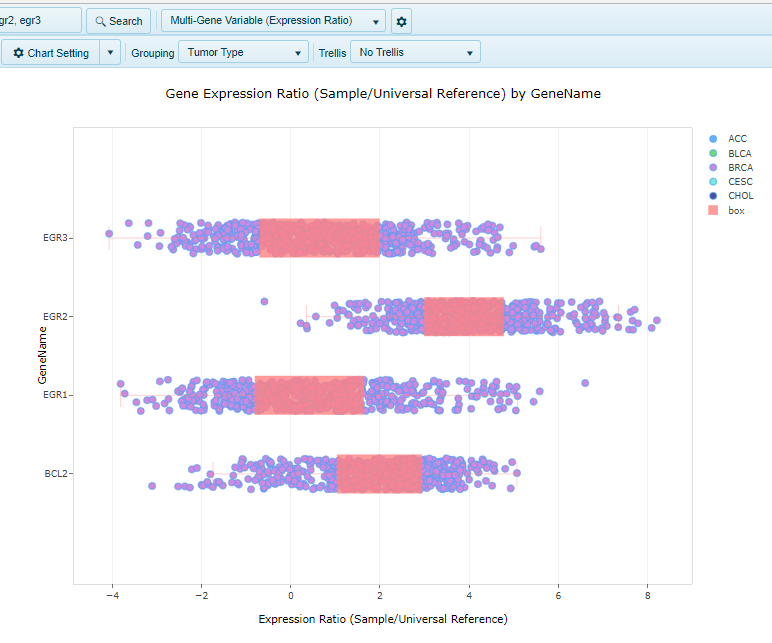 gr2, egr3 Search Multi-Gene Variable (Expression Ratio)
Chart Setting Grouping Tumor Type Trellis No Trellis
Gene Expression Ratio (Sample/Universal Reference) by GeneName
ACC
BLCA
BRCA
CESC
CHOL
box
EGR3
EGR2
EGR1
BCL2
GeneName
−4 −2 0 2 4 6 8
Expression Ratio (Sample/Universal Reference)